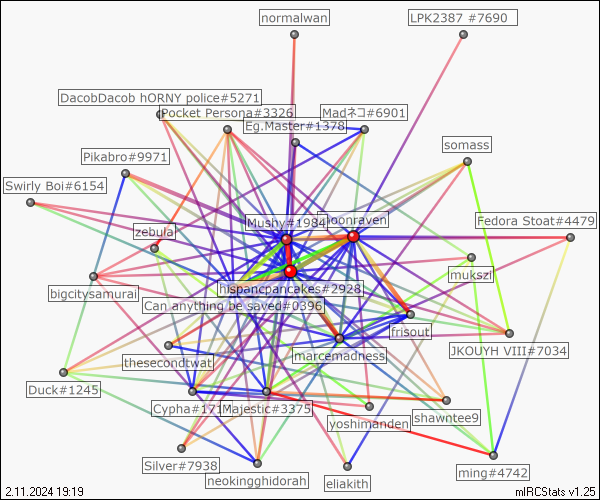 normalwan
LPK2387 #7690
DacobDacob hORNY police#5271
Pocket Persona#3326
Madネコ#6901
Eg.Master#1378
somass
Pikabro#9971
Swirly Boi#6154
Mushy#1984
moonraven
Fedora Stoat#4479
zebula
mukszi
bigcitysamurai
hispancpancakes#2928
Can anything be saved#0396
frisout
JKOUYH VIII#7034
thesecondtwat
marcemadness
Duck#1245
Majestic#3375
shawntee9
yoshimanden
Silver#7938
neokingghidorah
eliakith
ming#4742
2.11.2024 19:19
mIRCStats v1.25